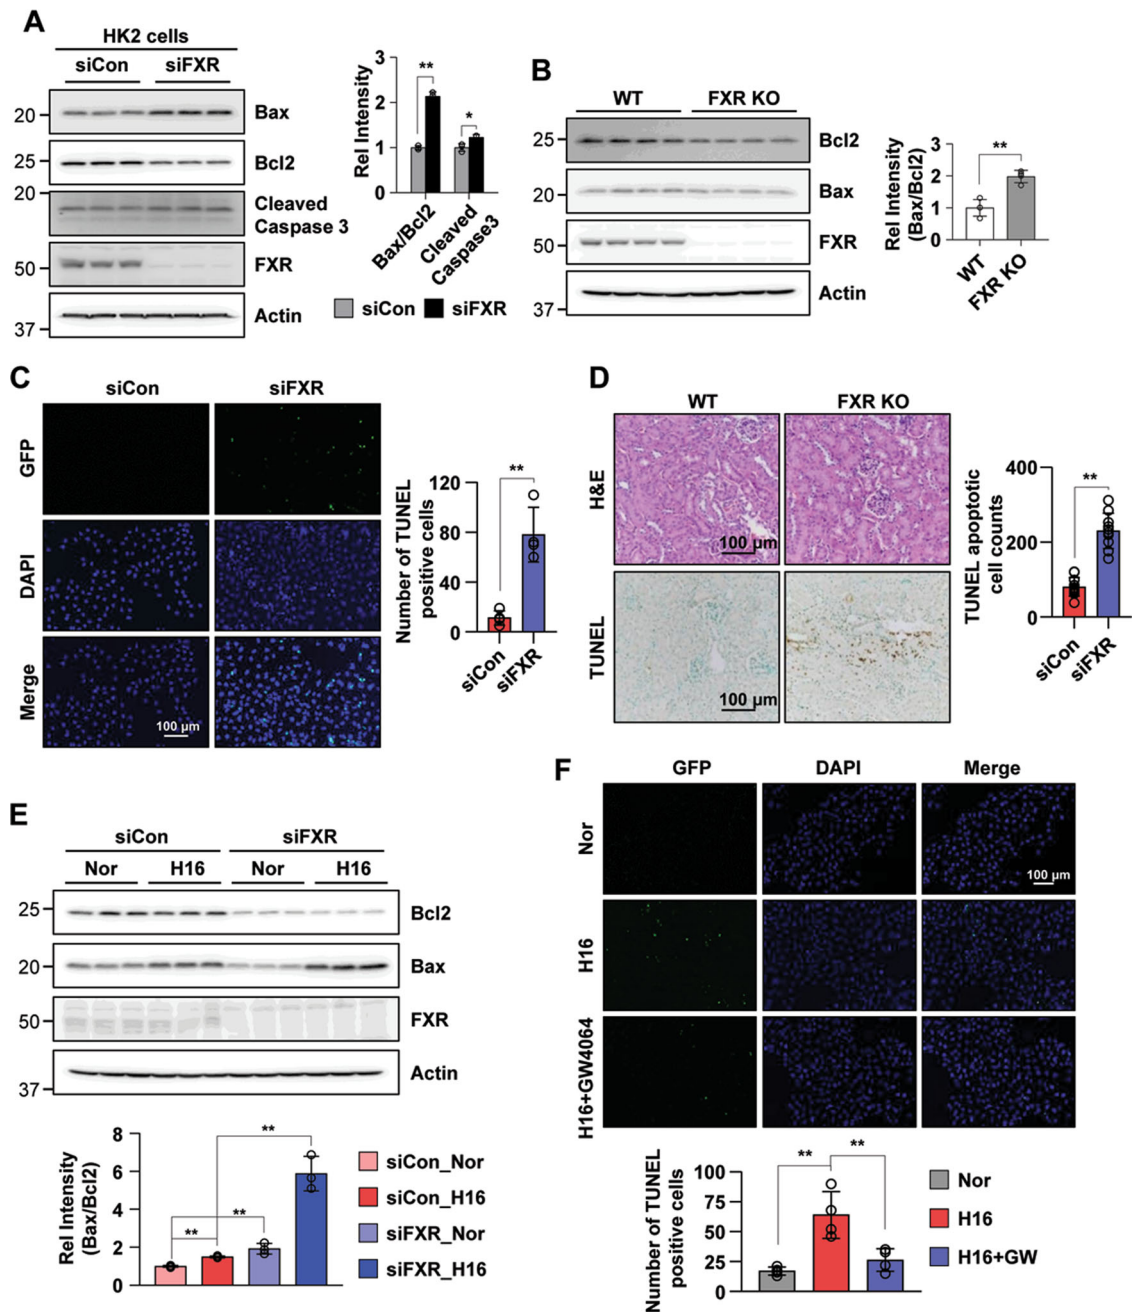 A
HK2 cells
siCon siFXR
20 Bax
25 Bcl2
20 Cleaved
Caspase 3
50 FXR
37 Actin
Rel Intensity
3
2
1
0
** *
Bax/Bcl2
Cleaved
Caspase3
siCon siFXR
B
WT FXR KO
25 Bcl2
20 Bax
50 FXR
37 Actin
Rel Intensity
(Bax/Bcl2)
3
2
1
0
**
WT
FXR KO
C
siCon siFXR
GFP
DAPI
Merge
100 µm
Number of TUNEL
positive cells
120
80
40
0
**
siCon
siFXR
D
WT FXR KO
H&E
100 µm
TUNEL
100 µm
TUNEL apoptotic
cell counts
400
200
0
**
siCon
siFXR
E
siCon siFXR
Nor H16 Nor H16
25 Bcl2
20 Bax
50 FXR
37 Actin
Rel Intensity
(Bax/Bcl2)
8
6
4
2
0
**
**
**
siCon_Nor
siCon_H16
siFXR_Nor
siFXR_H16
F
GFP DAPI Merge
Nor
100 µm
H16
H16+GW4064
Number of TUNEL
positive cells
100
75
50
25
0
** **
Nor
H16
H16+GW